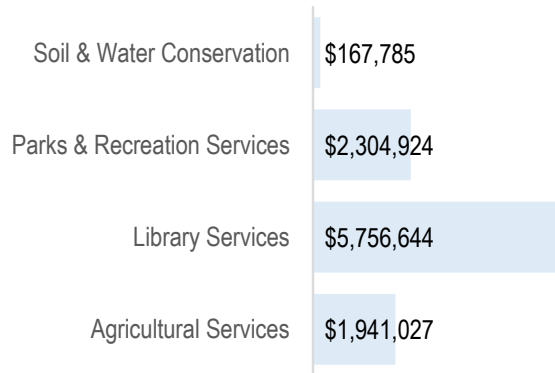 Soil & Water Conservation $167,785
Parks & Recreation Services $2,304,924
Library Services $5,756,644
Agricultural Services $1,941,027